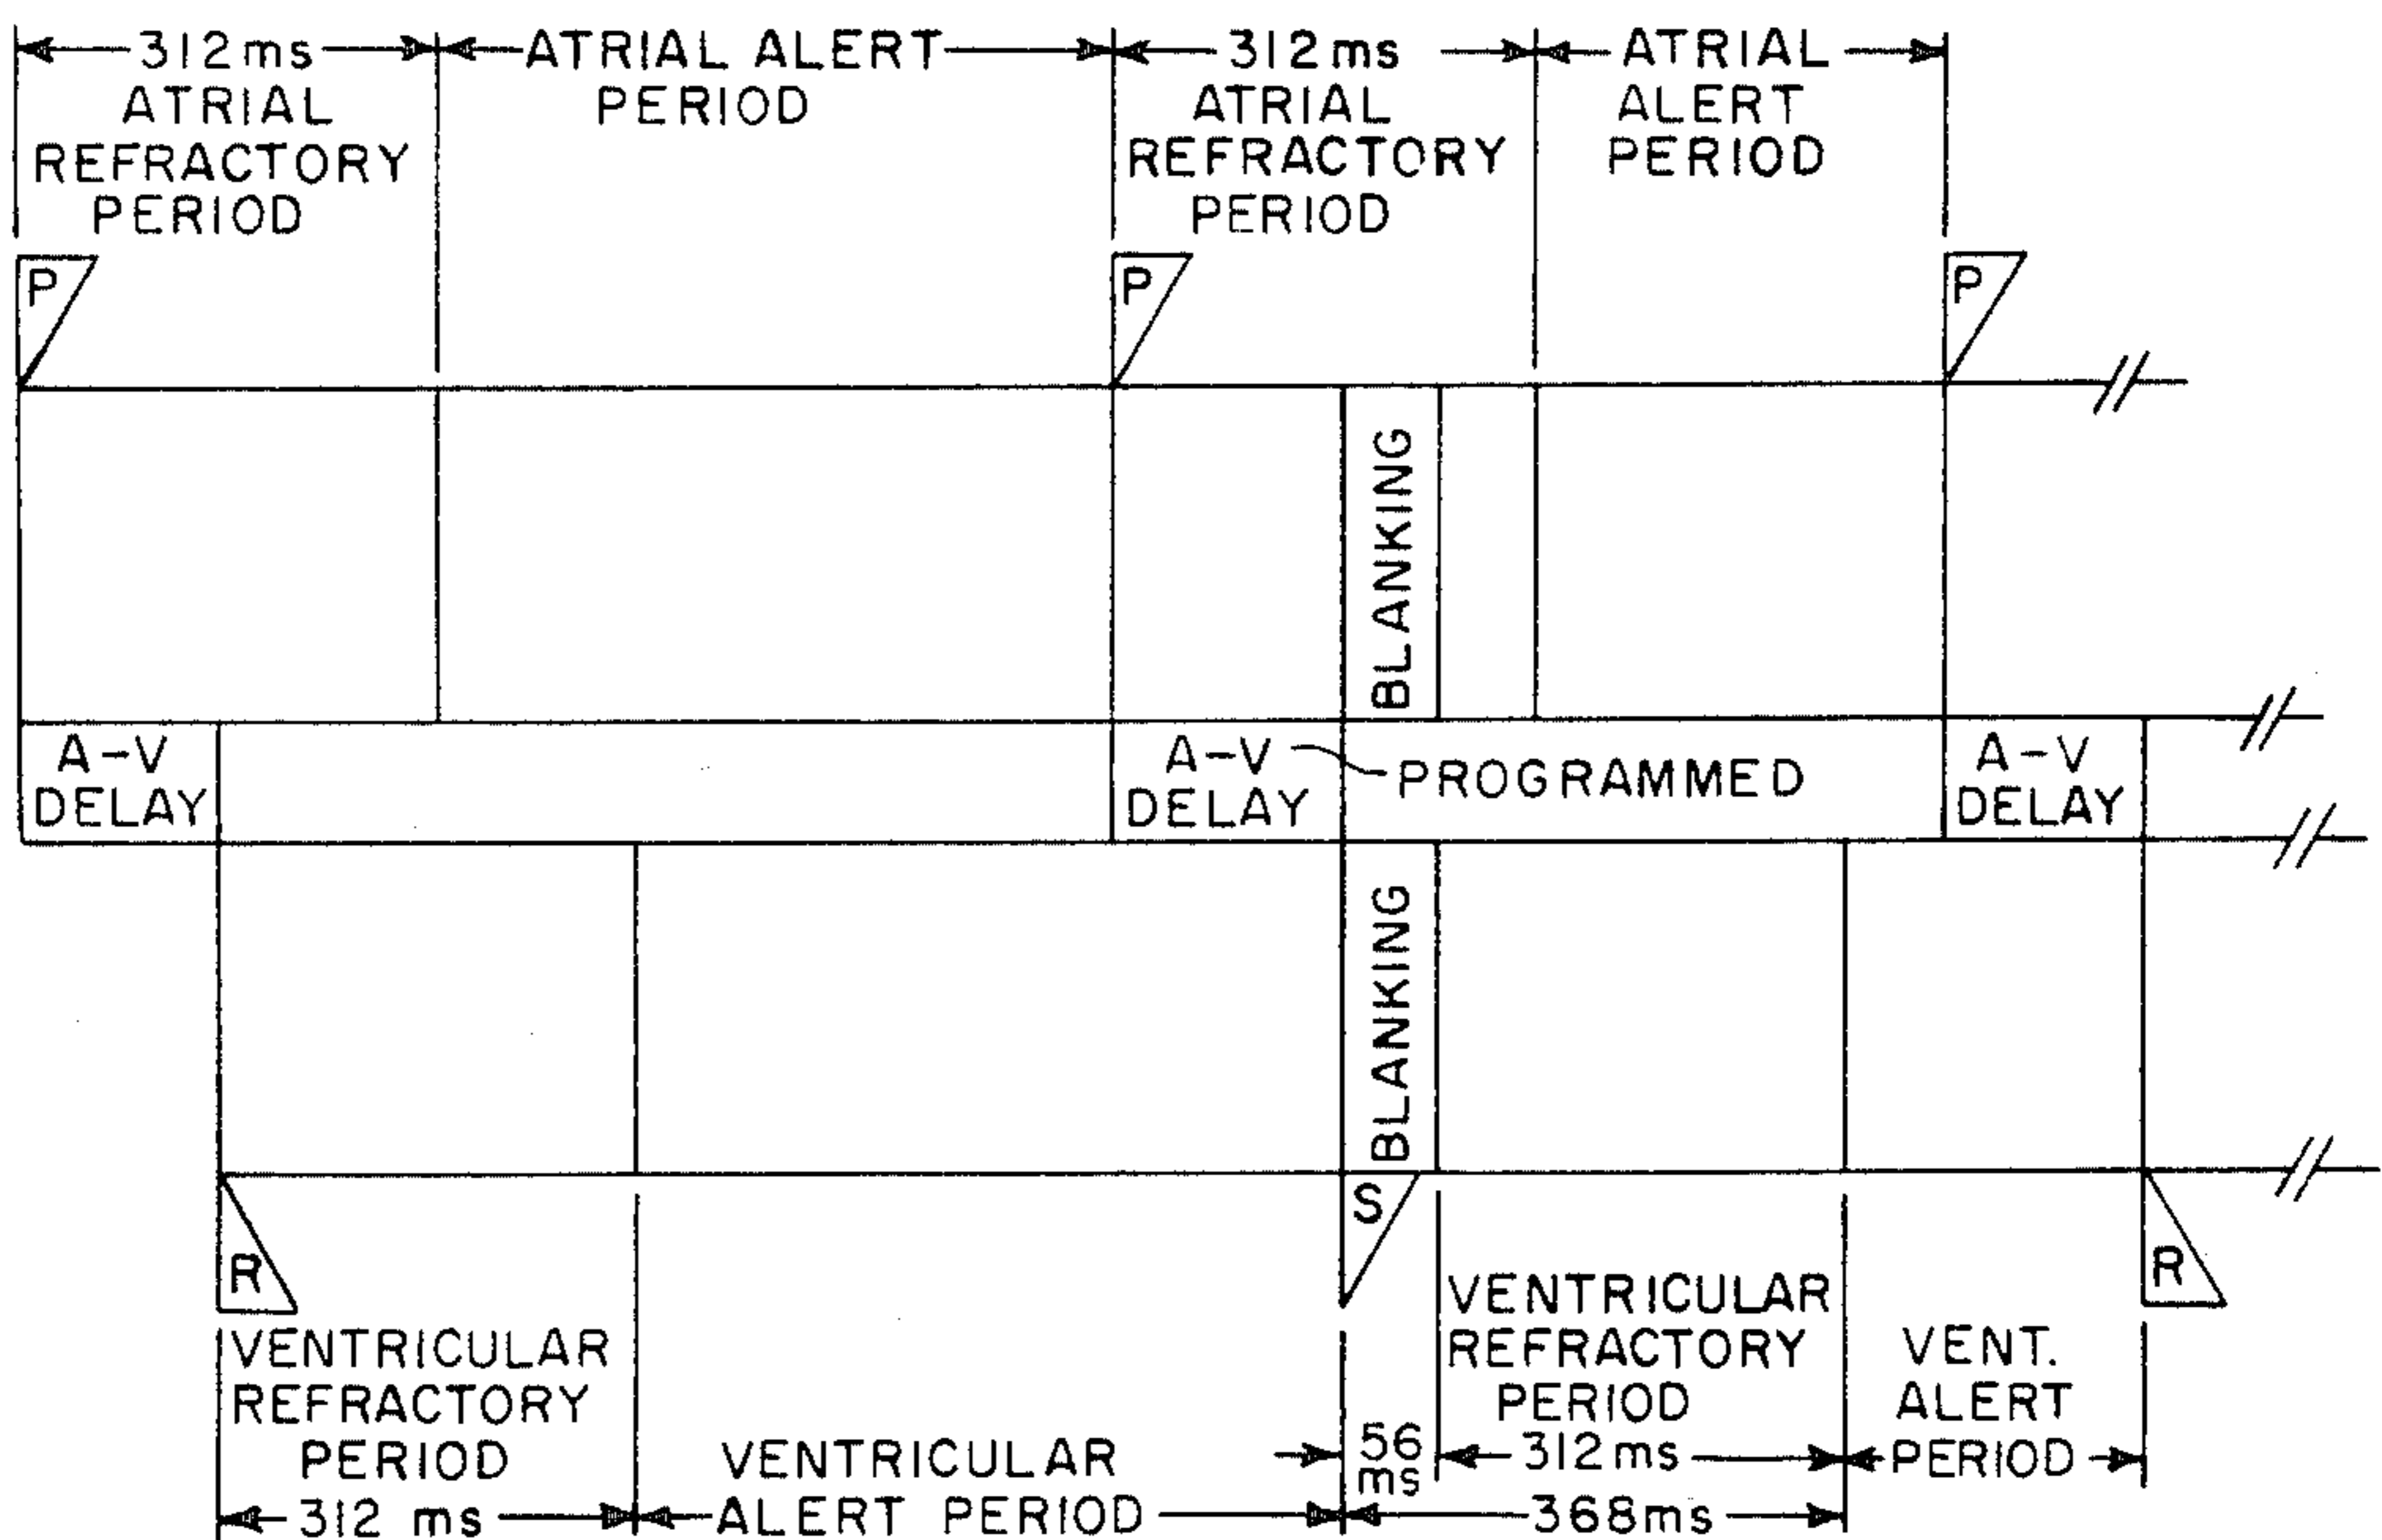 312ms
ATRIAL
REFRACTORY
PERIOD
ATRIAL ALERT
PERIOD
312ms
ATRIAL
REFRACTORY
PERIOD
ATRIAL
ALERT
PERIOD
P
P
P
BLANKING
A-V
DELAY
A-V
DELAY
PROGRAMMED
A-V
DELAY
BLANKING
R
S
R
VENTRICULAR
REFRACTORY
PERIOD
312 ms
VENTRICULAR
ALERT PERIOD
56
ms
VENTRICULAR
REFRACTORY
PERIOD
312ms
368ms
VENT.
ALERT
PERIOD